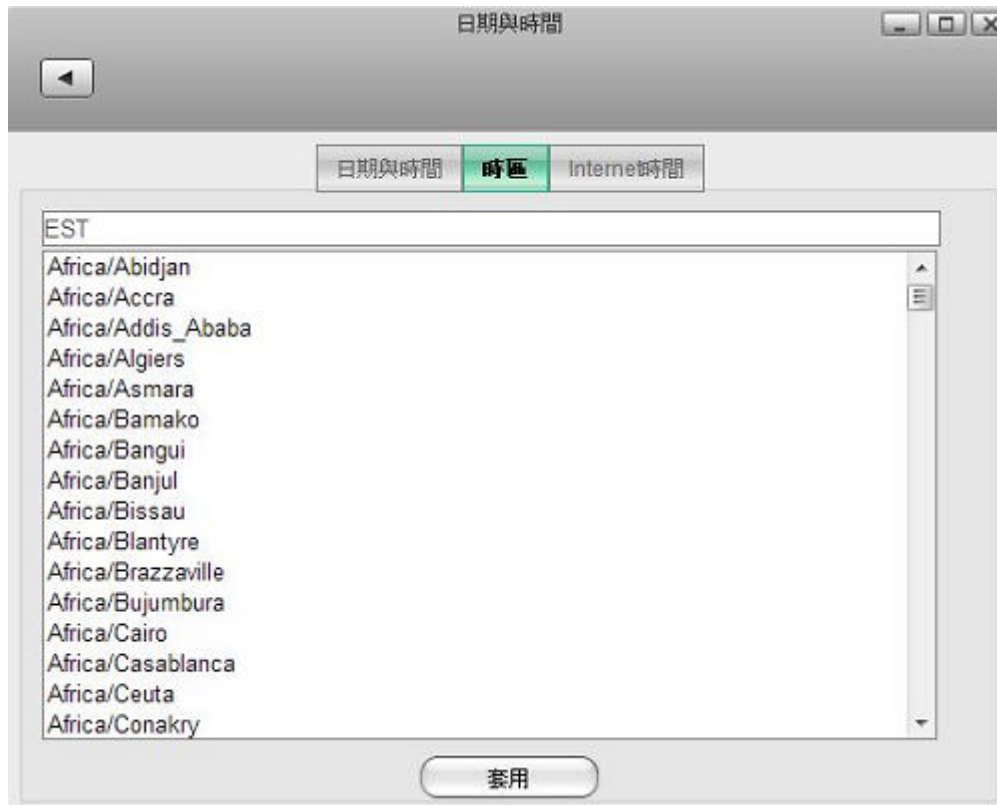 日期與時間
日期與時間 時區 Internet時間
EST
Africa/Abidjan
Africa/Accra
Africa/Addis_Ababa
Africa/Algiers
Africa/Asmara
Africa/Bamako
Africa/Bangui
Africa/Banjul
Africa/Bissau
Africa/Blantyre
Africa/Brazzaville
Africa/Bujumbura
Africa/Cairo
Africa/Casablanca
Africa/Ceuta
Africa/Conakry
套用